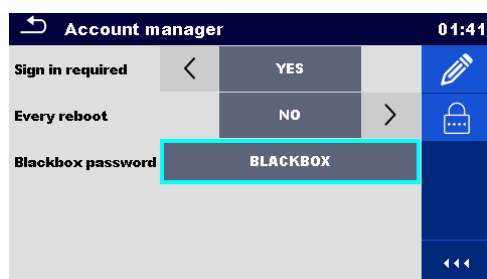 Account manager 01:41
Sign in required YES
Every reboot NO
Blackbox password BLACKBOX